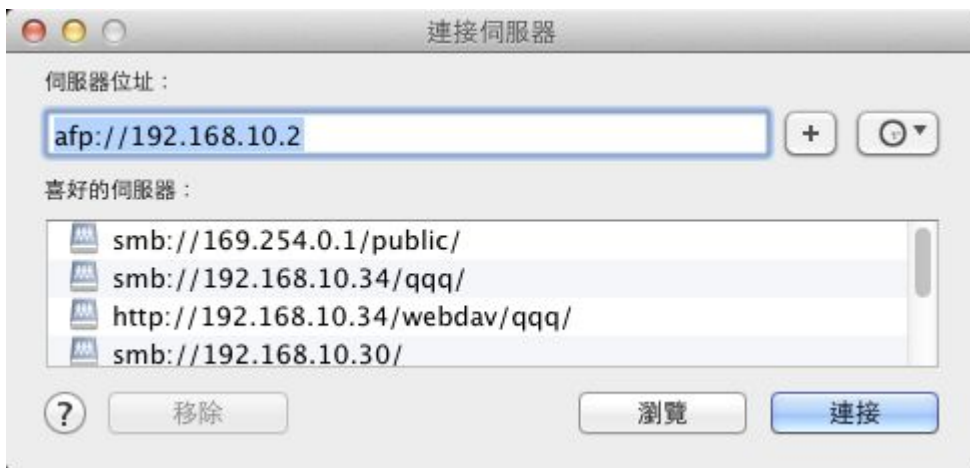 連接伺服器
伺服器位址：
afp://192.168.10.2
+
喜好的伺服器：
smb://169.254.0.1/public/
smb://192.168.10.34/qqq/
http://192.168.10.34/webdav/qqq/
smb://192.168.10.30/
?
移除
瀏覽
連接